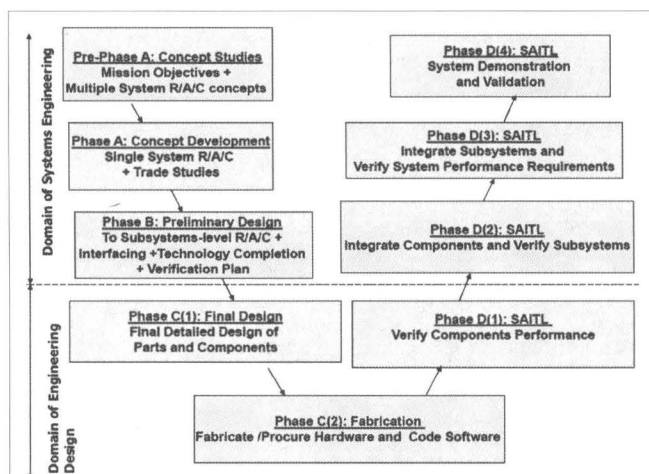 Pre-Phase A: Concept Studies
Mission Objectives +
Multiple System R/A/C concepts
Phase A: Concept Development
Single System R/A/C
+ Trade Studies
Phase B: Preliminary Design
To Subsystems-level R/A/C +
Interfacing +Technology Completion
+ Verification Plan
Phase C(1): Final Design
Final Detailed Design of
Parts and Components
Phase C(2): Fabrication
Fabricate /Procure Hardware and Code Software
Phase D(1): SAITL
Verify Components Performance
Phase D(2): SAITL
Integrate Components and Verify Subsystems
Phase D(3): SAITL
Integrate Subsystems and
Verify System Performance Requirements
Phase D(4): SAITL
System Demonstration
and Validation
Domain of Systems Engineering
Domain of Engineering
Design